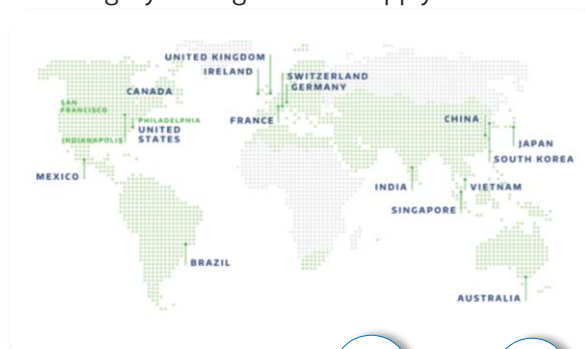 UNITED KINGDOM
IRELAND
SWITZERLAND
GERMANY
CANADA
SAN
FRANCISCO
PHILADELPHIA
UNITED
STATES
INDIANAPOLIS
FRANCE
CHINA
JAPAN
SOUTH KOREA
MEXICO
INDIA
VIETNAM
SINGAPORE
BRAZIL
AUSTRALIA